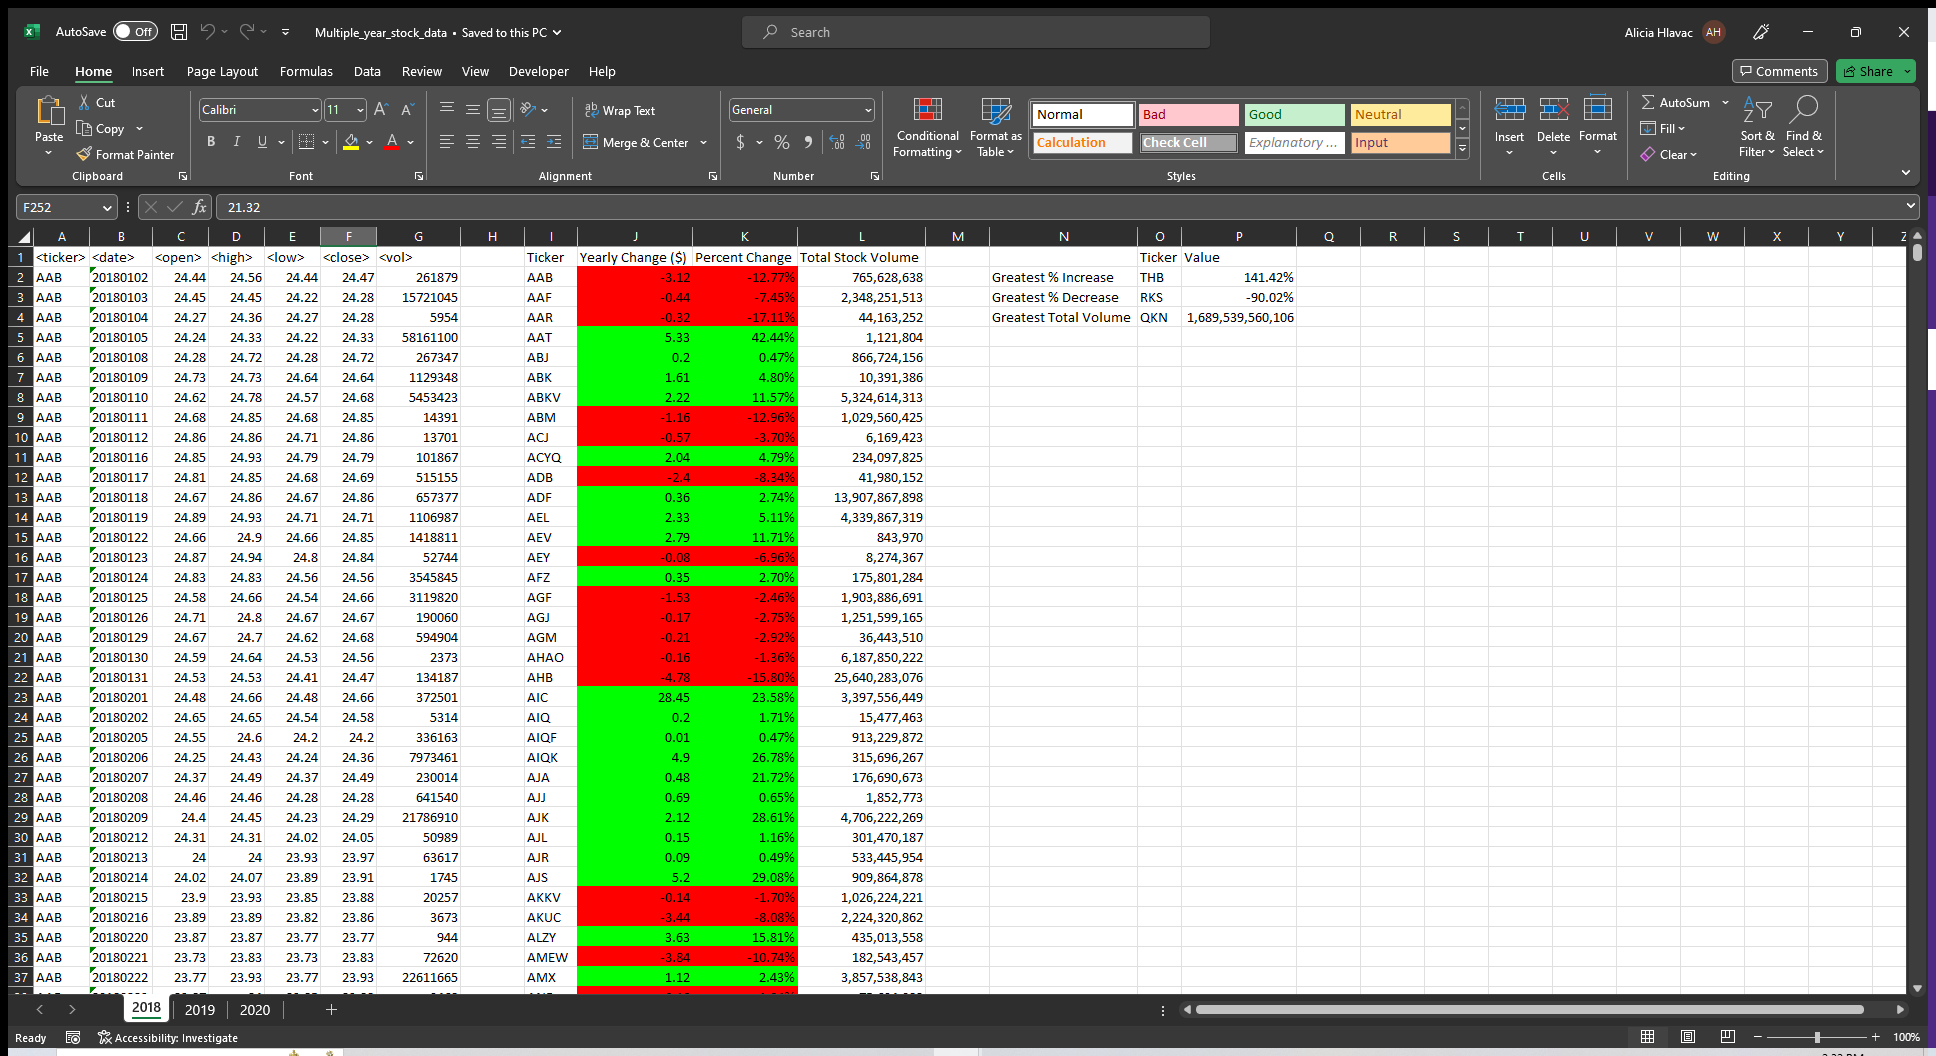 AutoSave Off Multiple_year_stock_data • Saved to this PC Search Alicia Hlavac AH
File Home Insert Page Layout Formulas Data Review View Developer Help Comments Share
Paste Cut Copy Format Painter Clipboard
Calibri 11 A A B I U A Font
Wrap Text Merge & Center Alignment
General $ % Number
Conditional Formatting Format as Table Normal Bad Good Neutral
Calculation Check Cell Explanatory ... Input Styles
Insert Delete Format Cells
AutoSum Fill Clear Sort & Filter Find & Select Editing
F252 fx 21.32
A B C D E F G H I J K L M N O P Q R S T U V W X Y Z
1 <ticker> <date> <open> <high> <low> <close> <vol> Ticker Yearly Change ($) Percent Change Total Stock Volume Ticker Value
2 AAB 20180102 24.44 24.56 24.44 24.47 261879 AAB -3.12 -12.77% 765,628,638 Greatest % Increase THB 141.42%
3 AAB 20180103 24.45 24.45 24.22 24.28 15721045 AAF -0.44 -7.45% 2,348,251,513 Greatest % Decrease RKS -90.02%
4 AAB 20180104 24.27 24.36 24.27 24.28 5954 AAR -0.32 -17.11% 44,163,252 Greatest Total Volume QKN 1,689,539,560,106
5 AAB 20180105 24.24 24.33 24.22 24.33 58161100 AAT 5.33 42.44% 1,121,804
6 AAB 20180108 24.28 24.72 24.28 24.72 267347 ABJ 0.2 0.47% 866,724,156
7 AAB 20180109 24.73 24.73 24.64 24.64 1129348 ABK 1.61 4.80% 10,391,386
8 AAB 20180110 24.62 24.78 24.57 24.68 5453423 ABKV 2.22 11.57% 5,324,614,313
9 AAB 20180111 24.68 24.85 24.68 24.85 14391 ABM -1.16 -12.96% 1,029,560,425
10 AAB 20180112 24.86 24.86 24.71 24.86 13701 ACJ -0.57 -3.70% 6,169,423
11 AAB 20180116 24.85 24.93 24.79 24.79 101867 ACYQ 2.04 4.79% 234,097,825
12 AAB 20180117 24.81 24.85 24.68 24.69 515155 ADB -2.4 -8.34% 41,980,152
13 AAB 20180118 24.67 24.86 24.67 24.86 657377 ADF 0.36 2.74% 13,907,867,898
14 AAB 20180119 24.89 24.93 24.71 24.71 1106987 AEL 2.33 5.11% 4,339,867,319
15 AAB 20180122 24.66 24.9 24.66 24.85 1418811 AEV 2.79 11.71% 843,970
16 AAB 20180123 24.87 24.94 24.8 24.84 52744 AEY -0.08 -6.96% 8,274,367
17 AAB 20180124 24.83 24.83 24.56 24.56 3545845 AFZ 0.35 2.70% 175,801,284
18 AAB 20180125 24.58 24.66 24.54 24.66 3119820 AGF -1.53 -2.46% 1,903,886,691
19 AAB 20180126 24.71 24.8 24.67 24.67 190060 AGJ -0.17 -2.75% 1,251,599,165
20 AAB 20180129 24.67 24.7 24.62 24.68 594904 AGM -0.21 -2.92% 36,443,510
21 AAB 20180130 24.59 24.64 24.53 24.56 2373 AHAO -0.16 -1.36% 6,187,850,222
22 AAB 20180131 24.53 24.53 24.41 24.47 134187 AHB -4.78 -15.80% 25,640,283,076
23 AAB 20180201 24.48 24.66 24.48 24.66 372501 AIC 28.45 23.58% 3,397,556,449
24 AAB 20180202 24.65 24.65 24.54 24.58 5314 AIQ 0.2 1.71% 15,477,463
25 AAB 20180205 24.55 24.6 24.2 24.2 336163 AIQF 0.01 0.47% 913,229,872
26 AAB 20180206 24.25 24.43 24.24 24.36 7973461 AIQK 4.9 26.78% 315,696,267
27 AAB 20180207 24.37 24.49 24.37 24.49 230014 AJA 0.48 21.72% 176,690,673
28 AAB 20180208 24.46 24.46 24.28 24.28 641540 AJJ 0.69 0.65% 1,852,773
29 AAB 20180209 24.4 24.45 24.23 24.29 21786910 AJK 2.12 28.61% 4,706,222,269
30 AAB 20180212 24.31 24.31 24.02 24.05 50989 AJL 0.15 1.16% 301,470,187
31 AAB 20180213 24 24 23.93 23.97 63617 AJR 0.09 0.49% 533,445,954
32 AAB 20180214 24.02 24.07 23.89 23.91 1745 AJS 5.2 29.08% 909,864,878
33 AAB 20180215 23.9 23.93 23.85 23.88 20257 AKKV -0.14 -1.70% 1,026,224,221
34 AAB 20180216 23.89 23.89 23.82 23.86 3673 AKUC -3.44 -8.08% 2,224,320,862
35 AAB 20180220 23.87 23.87 23.77 23.77 944 ALZY 3.63 15.81% 435,013,558
36 AAB 20180221 23.73 23.83 23.73 23.83 72620 AMEW -3.84 -10.74% 182,543,457
37 AAB 20180222 23.77 23.93 23.77 23.93 22611665 AMX 1.12 2.43% 3,857,538,843
2018 2019 2020
Ready Accessibility: Investigate 100%